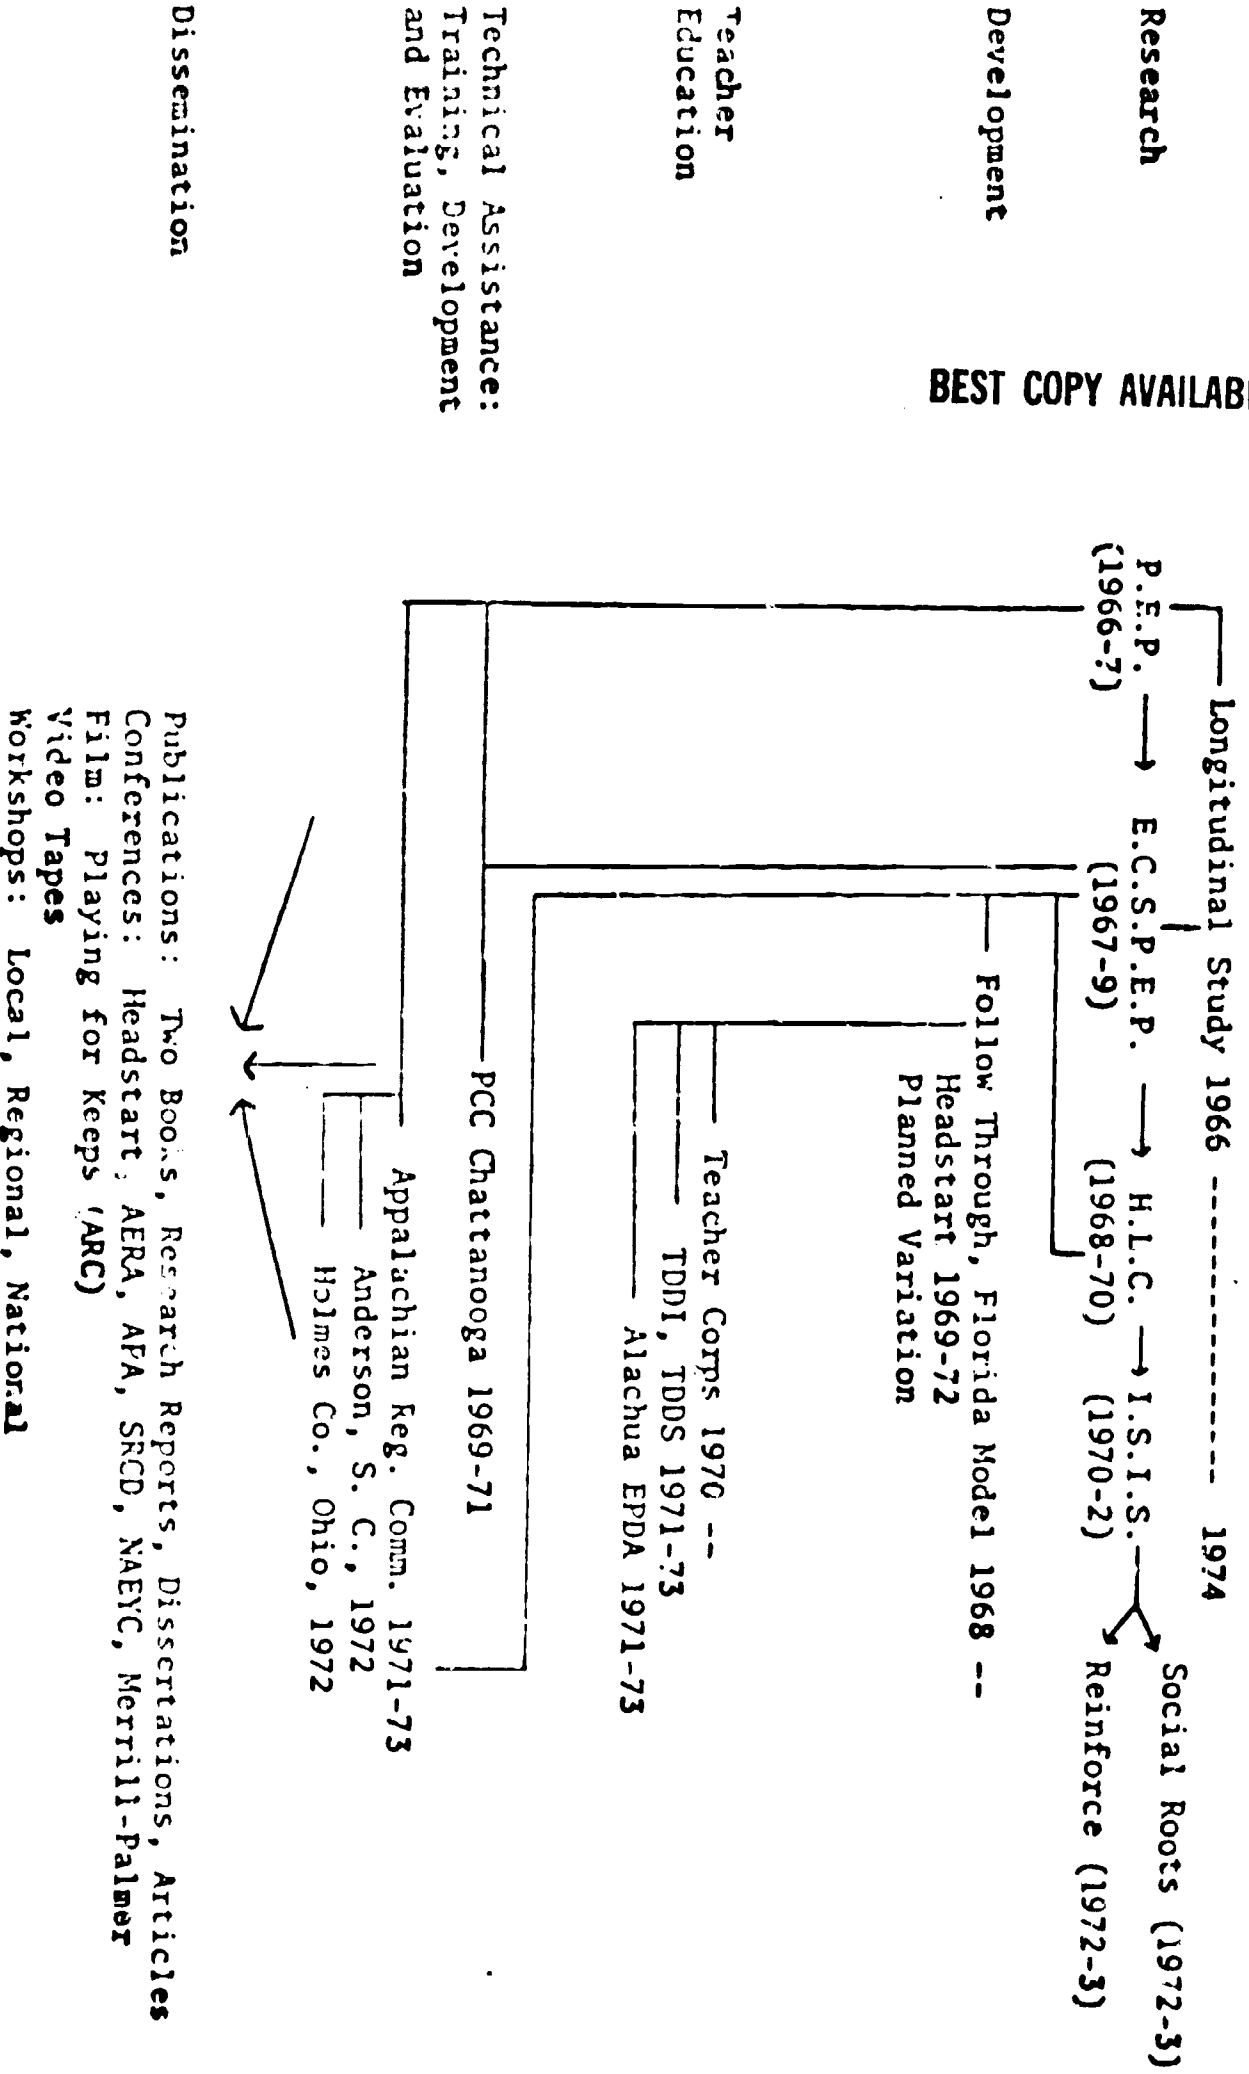 BEST COPY AVAILABL
Research
Longitudinal Study 1966 ------------- 1974
P.E.P. E.C.S.P.E.P. H.L.C. I.S.I.S. Social Roots (1972-3)
(1966-7) (1967-9) (1968-70) (1970-2) Reinforce (1972-3)
Development
Follow Through, Florida Model 1968 --
Headstart 1969-72
Planned Variation
Teacher
Education
Teacher Corps 1970 --
TDDI, TDDS 1971-73
Alachua EPDA 1971-73
Technical Assistance:
Training, Development
and Evaluation
PCC Chattanooga 1969-71
Appalachian Reg. Comm. 1971-73
Anderson, S. C., 1972
Holmes Co., Ohio, 1972
Dissemination
Publications: Two Books, Research Reports, Dissertations, Articles
Conferences: Headstart, AERA, APA, SRCD, NAEYC, Merrill-Palmer
Film: Playing for Keeps (ARC)
Video Tapes
Workshops: Local, Regional, National